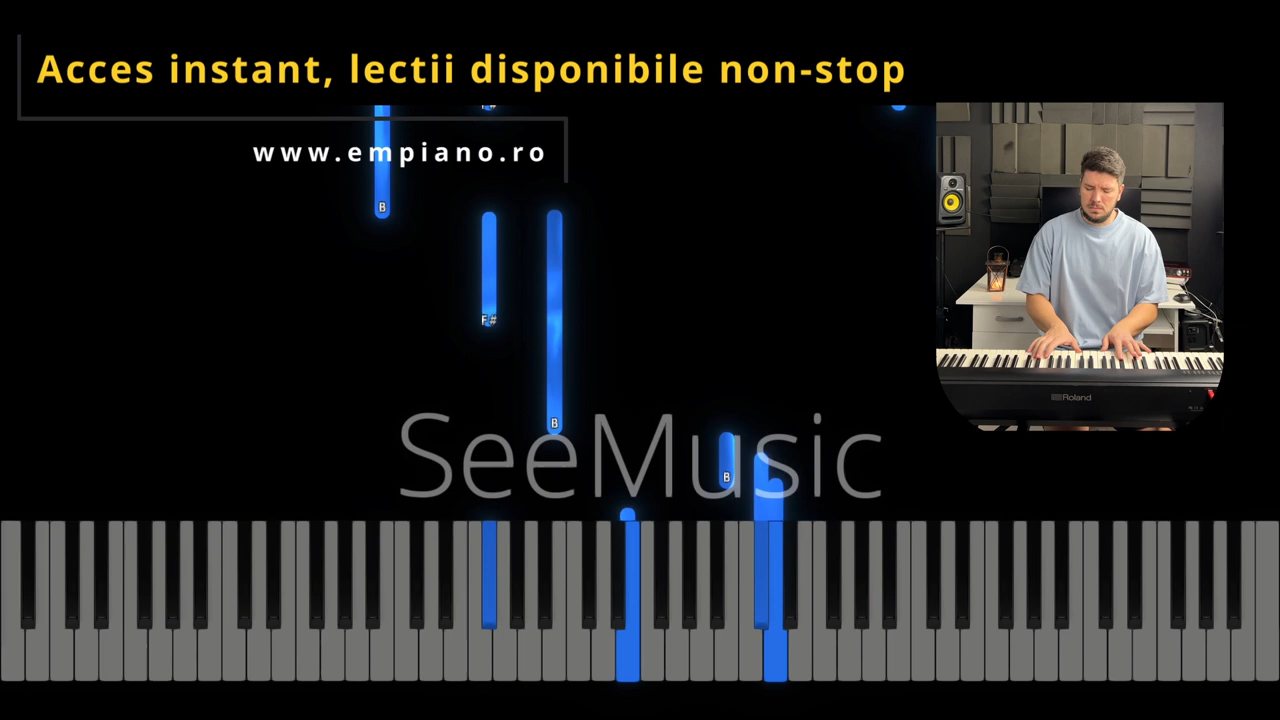 Acces instant, lectii disponibile non-stop
F#
www.empiano.ro
B
F#
B
SeeMusic
B
Roland